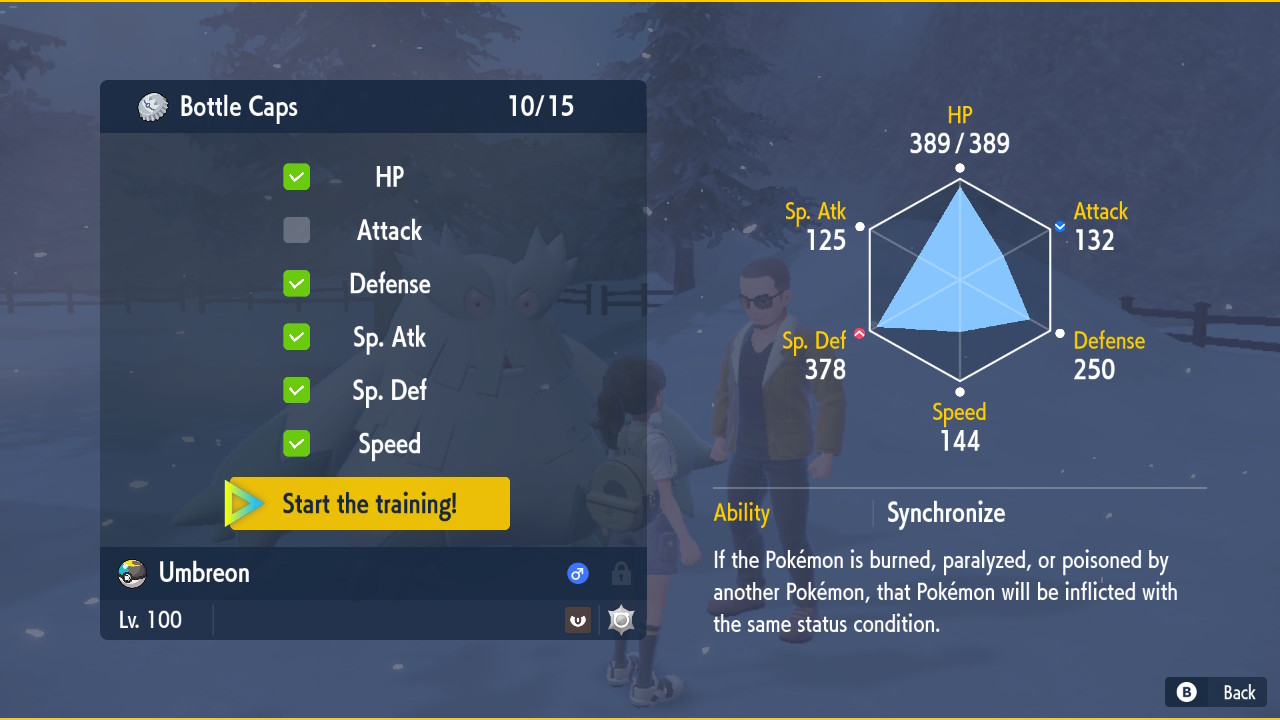 Bottle Caps 10/15
HP
Attack
Defense
Sp. Atk
Sp. Def
Speed
Start the training!
Umbreon
Lv. 100
HP
389 / 389
Sp. Atk
125
Attack
132
Sp. Def
378
Defense
250
Speed
144
Ability Synchronize
If the Pokémon is burned, paralyzed, or poisoned by
another Pokémon, that Pokémon will be inflicted with
the same status condition.
B Back